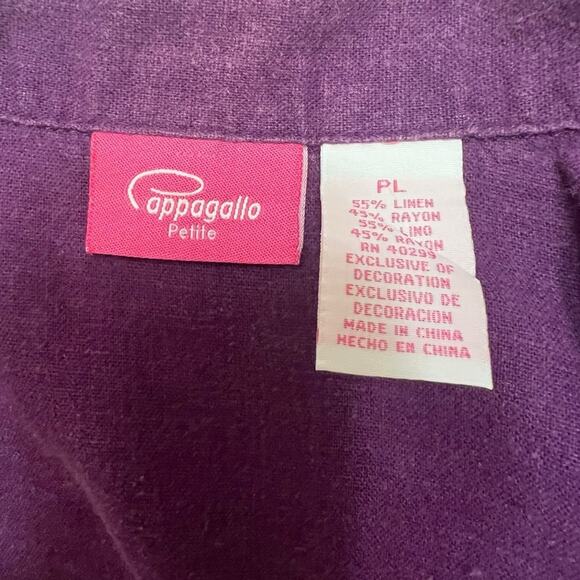 Pappagallo
Petite
PL
55% LINEN
45% RAYON
55% LINO
45% RAYON
RN 40299
EXCLUSIVE OF
DECORATION
EXCLUSIVO DE
DECORACION
MADE IN CHINA
HECHO EN CHINA